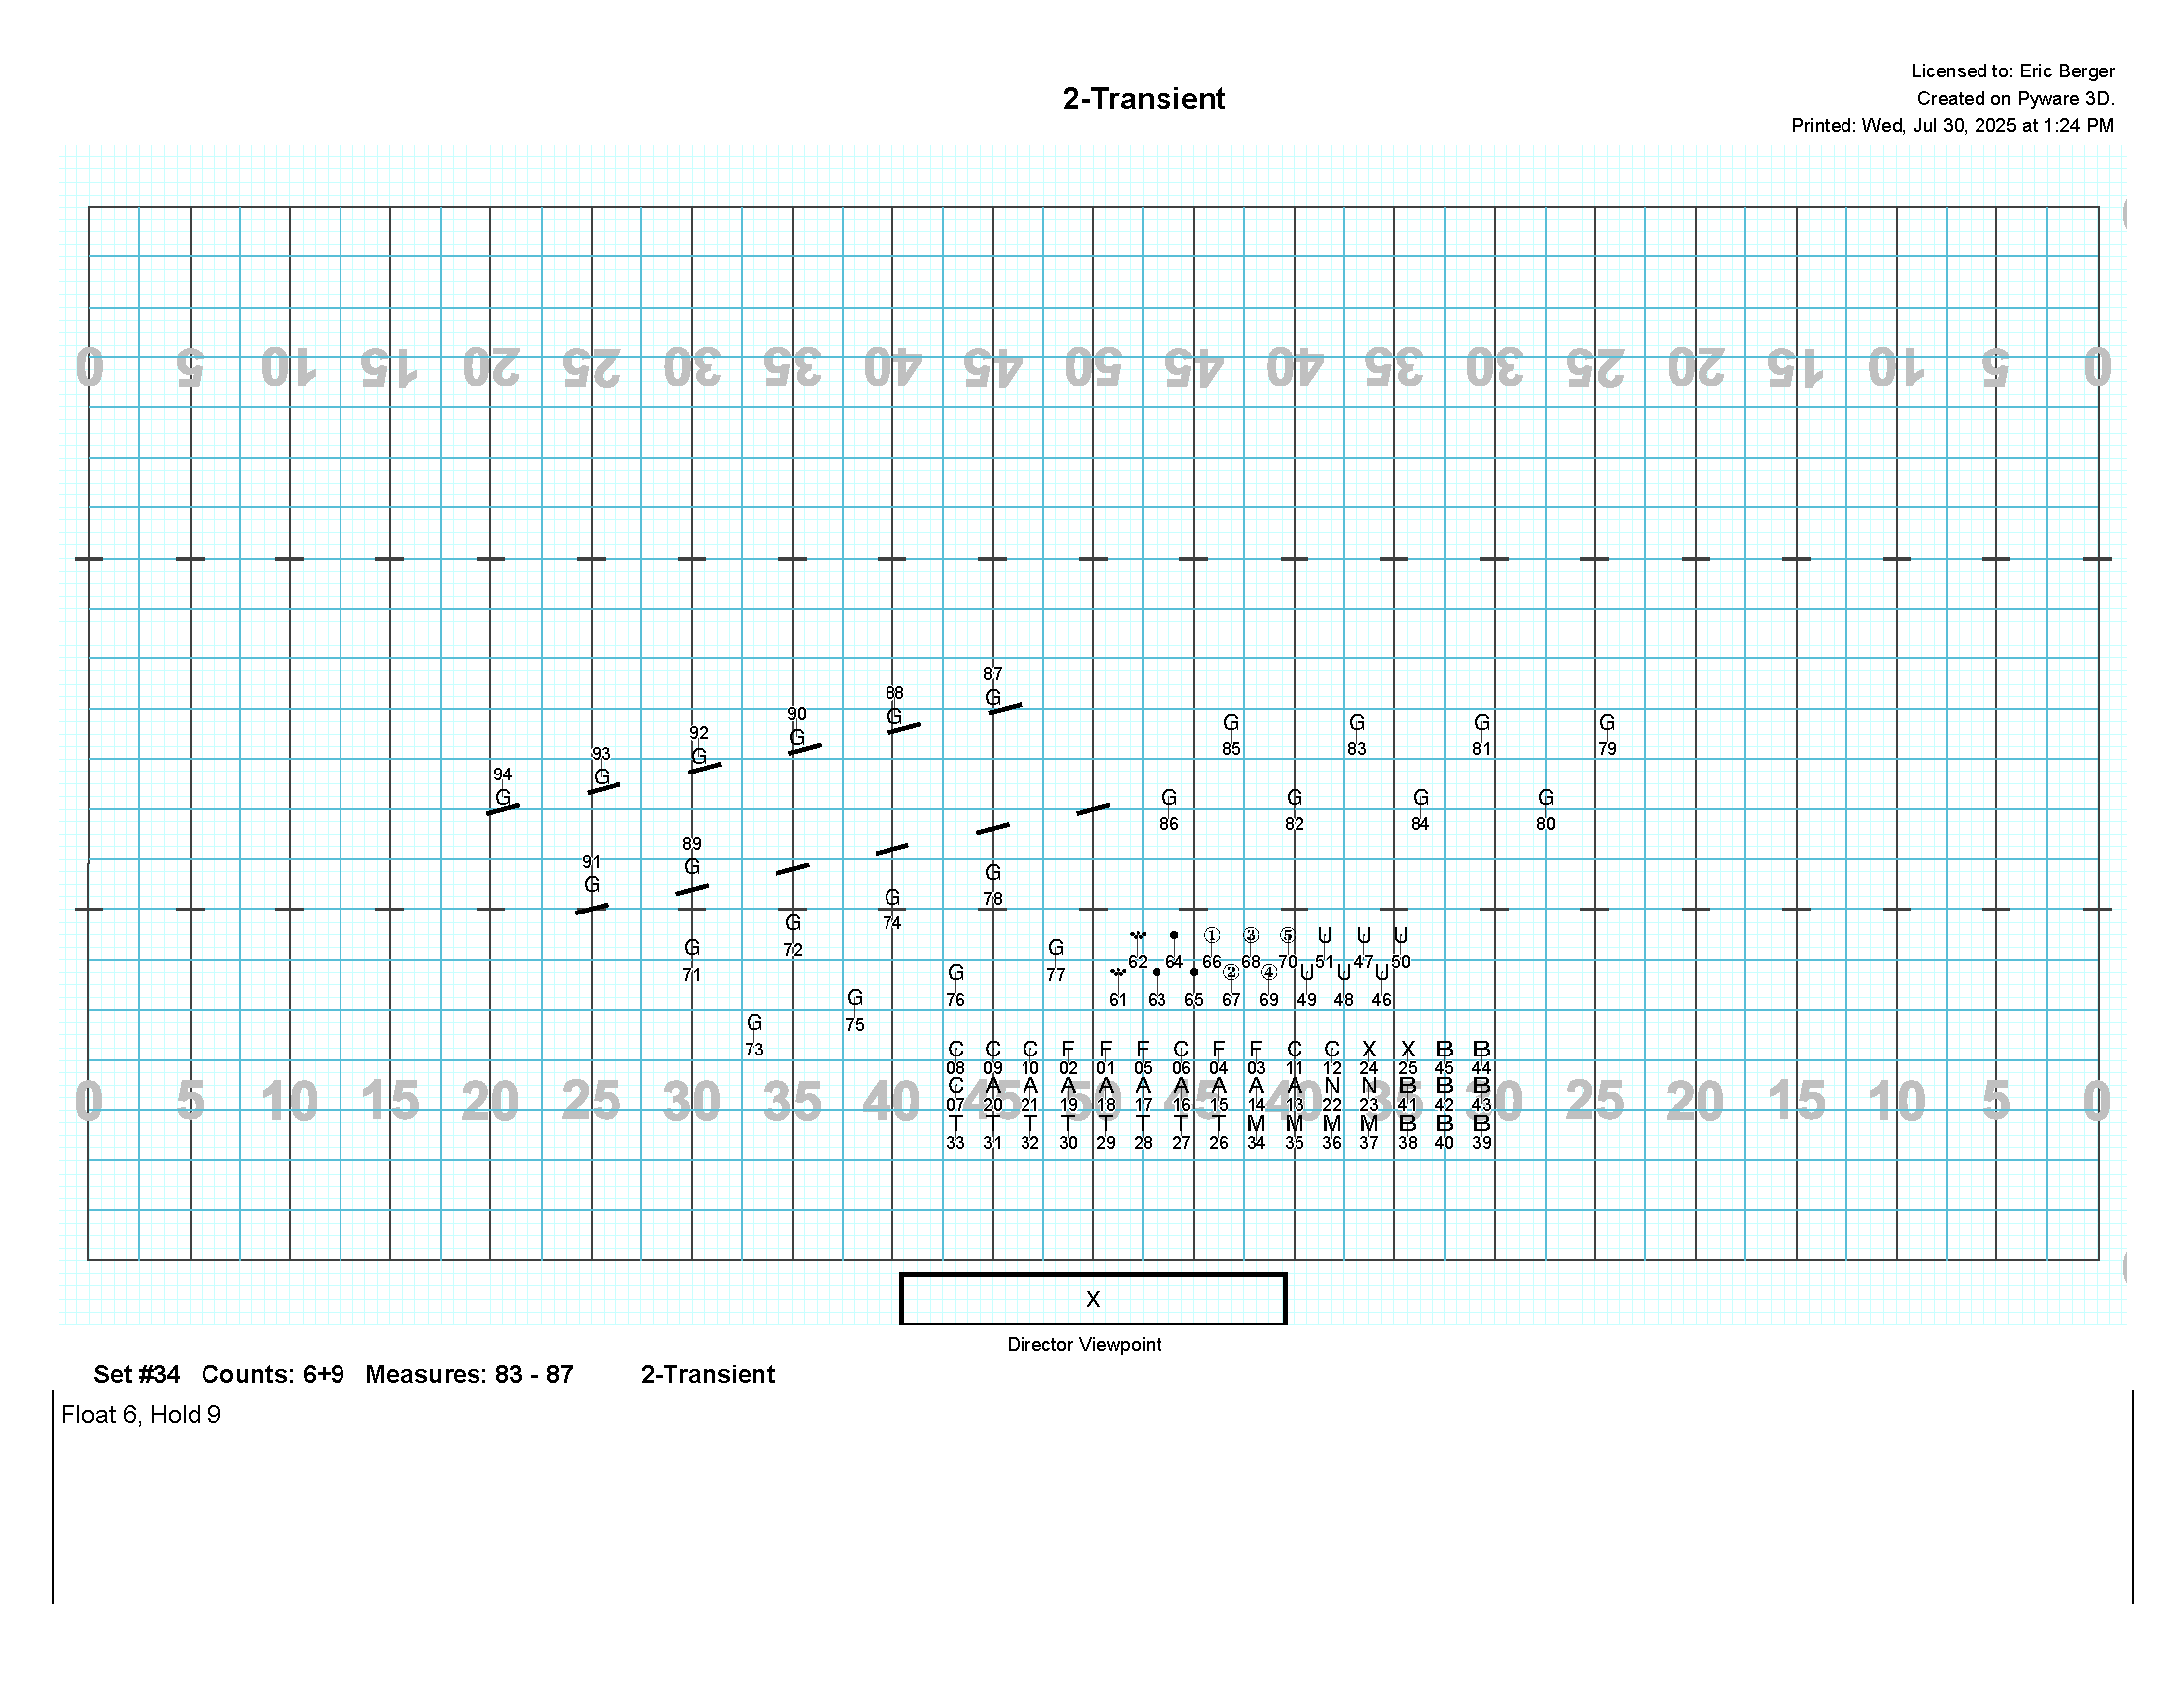 Licensed to: Eric Berger
2-Transient
Created on Pyware 3D.
Printed: Wed, Jul 30, 2025 at 1:24 PM
0 5 10 15 20 25 30 35 40 45 50 45 40 35 30 25 20 15 10 5 0
87
G
88
G
90
G
G G G G
85 83 81 79
92
G
93
G
94
G
G G G G
86 82 84 80
89
G
91
G
G
78
G
74
G
72
① ③ ⑤ U U U
62 64 66 68 70 51 47 50
G
71
G
77
G
76
② ④ U U U
61 63 65 67 69 49 48 46
G
75
G
73
C C C F F F C F F C C X X B B
08 09 10 02 01 05 06 04 03 11 12 24 25 45 44
C A A A A A A A A A N N B B B
07 20 21 19 18 17 16 15 14 13 22 23 41 42 43
0 5 10 15 20 25 30 35 40 45 50 45 40 35 30 25 20 15 10 5 0
T T T T T T T T M M M M B B B
33 31 32 30 29 28 27 26 34 35 36 37 38 40 39
X
Director Viewpoint
Set #34 Counts: 6+9 Measures: 83 - 87 2-Transient
Float 6, Hold 9